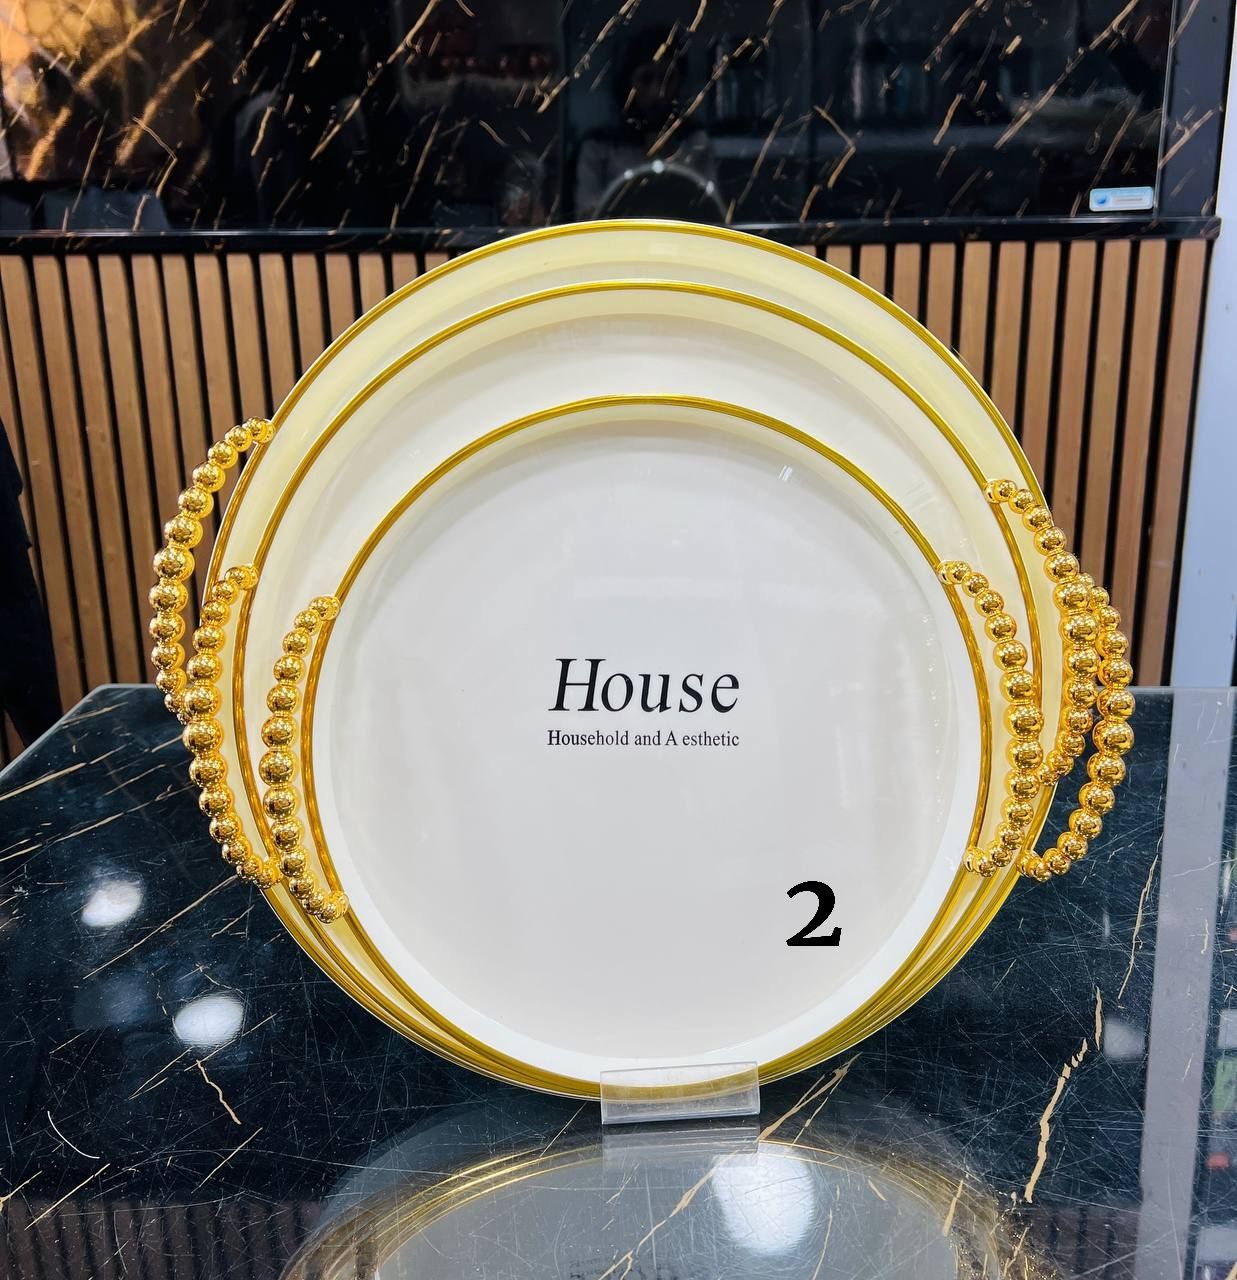 House
Household and A esthetic
2